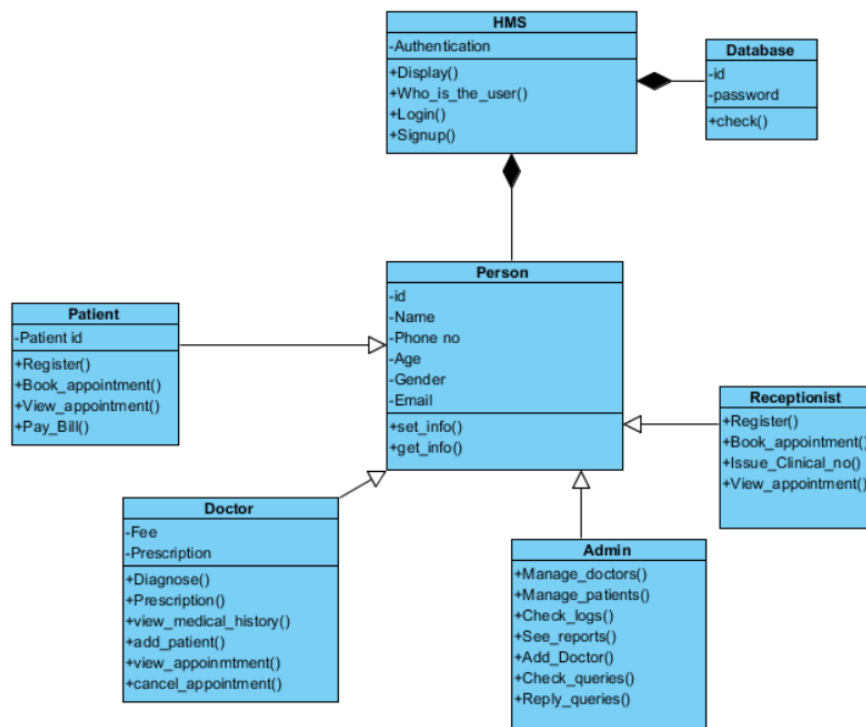 HMS
-Authentication
+Display()
+Who_is_the_user()
+Login()
+Signup()
Database
-id
-password
+check()
Person
-id
-Name
-Phone no
-Age
-Gender
-Email
+set_info()
+get_info()
Patient
-Patient id
+Register()
+Book_appointment()
+View_appointment()
+Pay_Bill()
Receptionist
+Register()
+Book_appointment()
+Issue_Clinical_no()
+View_appointment()
Doctor
-Fee
-Prescription
+Diagnose()
+Prescription()
+view_medical_history()
+add_patient()
+view_appoinmtment()
+cancel_appointment()
Admin
+Manage_doctors()
+Manage_patients()
+Check_logs()
+See_reports()
+Add_Doctor()
+Check_queries()
+Reply_queries()